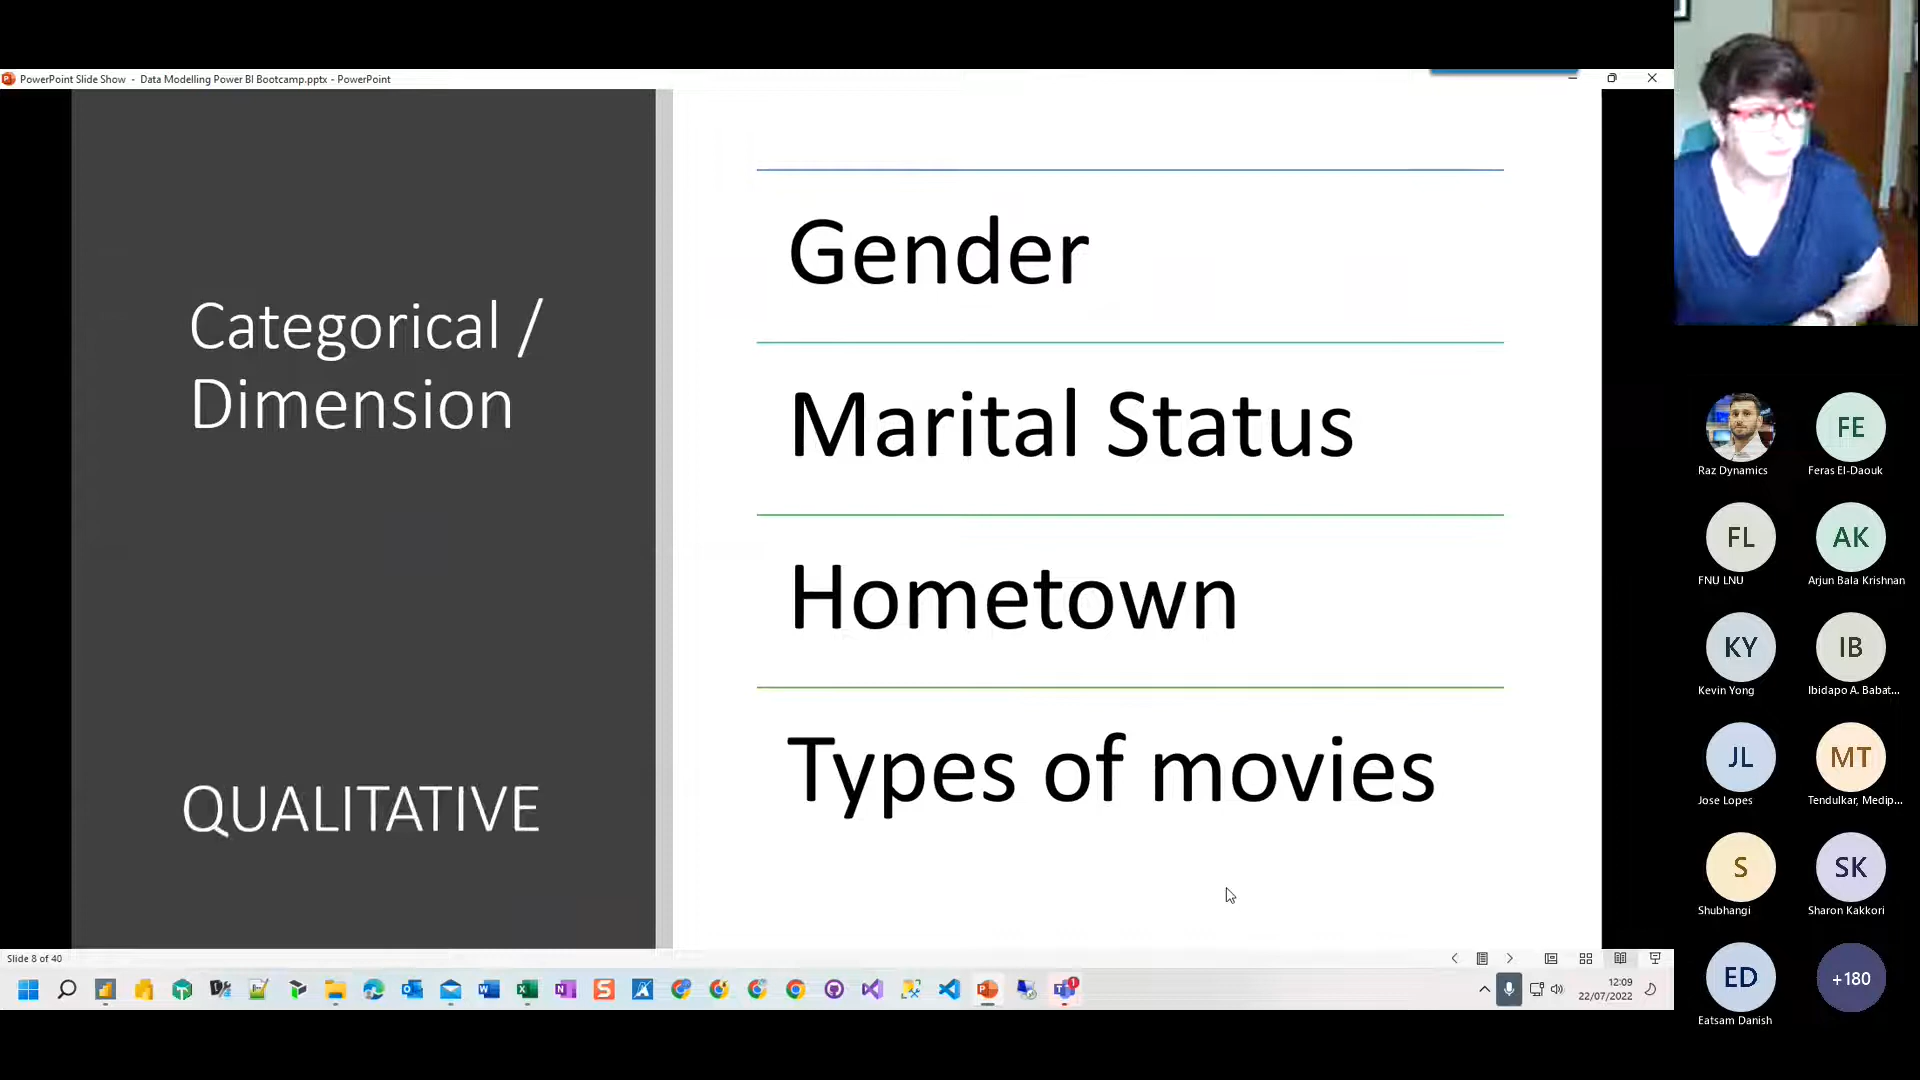 PowerPoint Slide Show - Data Modelling Power BI Bootcamp.pptx - PowerPoint
Categorical /
Dimension
QUALITATIVE
Gender
Marital Status
Hometown
Types of movies
Slide 8 of 40
12:09
22/07/2022
FE
Raz Dynamics
Feras El-Daouk
FL
AK
FNU LNU
Arjun Bala Krishnan
KY
IB
Kevin Yong
Ibidapo A. Babat...
JL
MT
Jose Lopes
Tendulkar, Medip...
S
SK
Shubhangi
Sharon Kakkori
ED
+180
Eatsam Danish